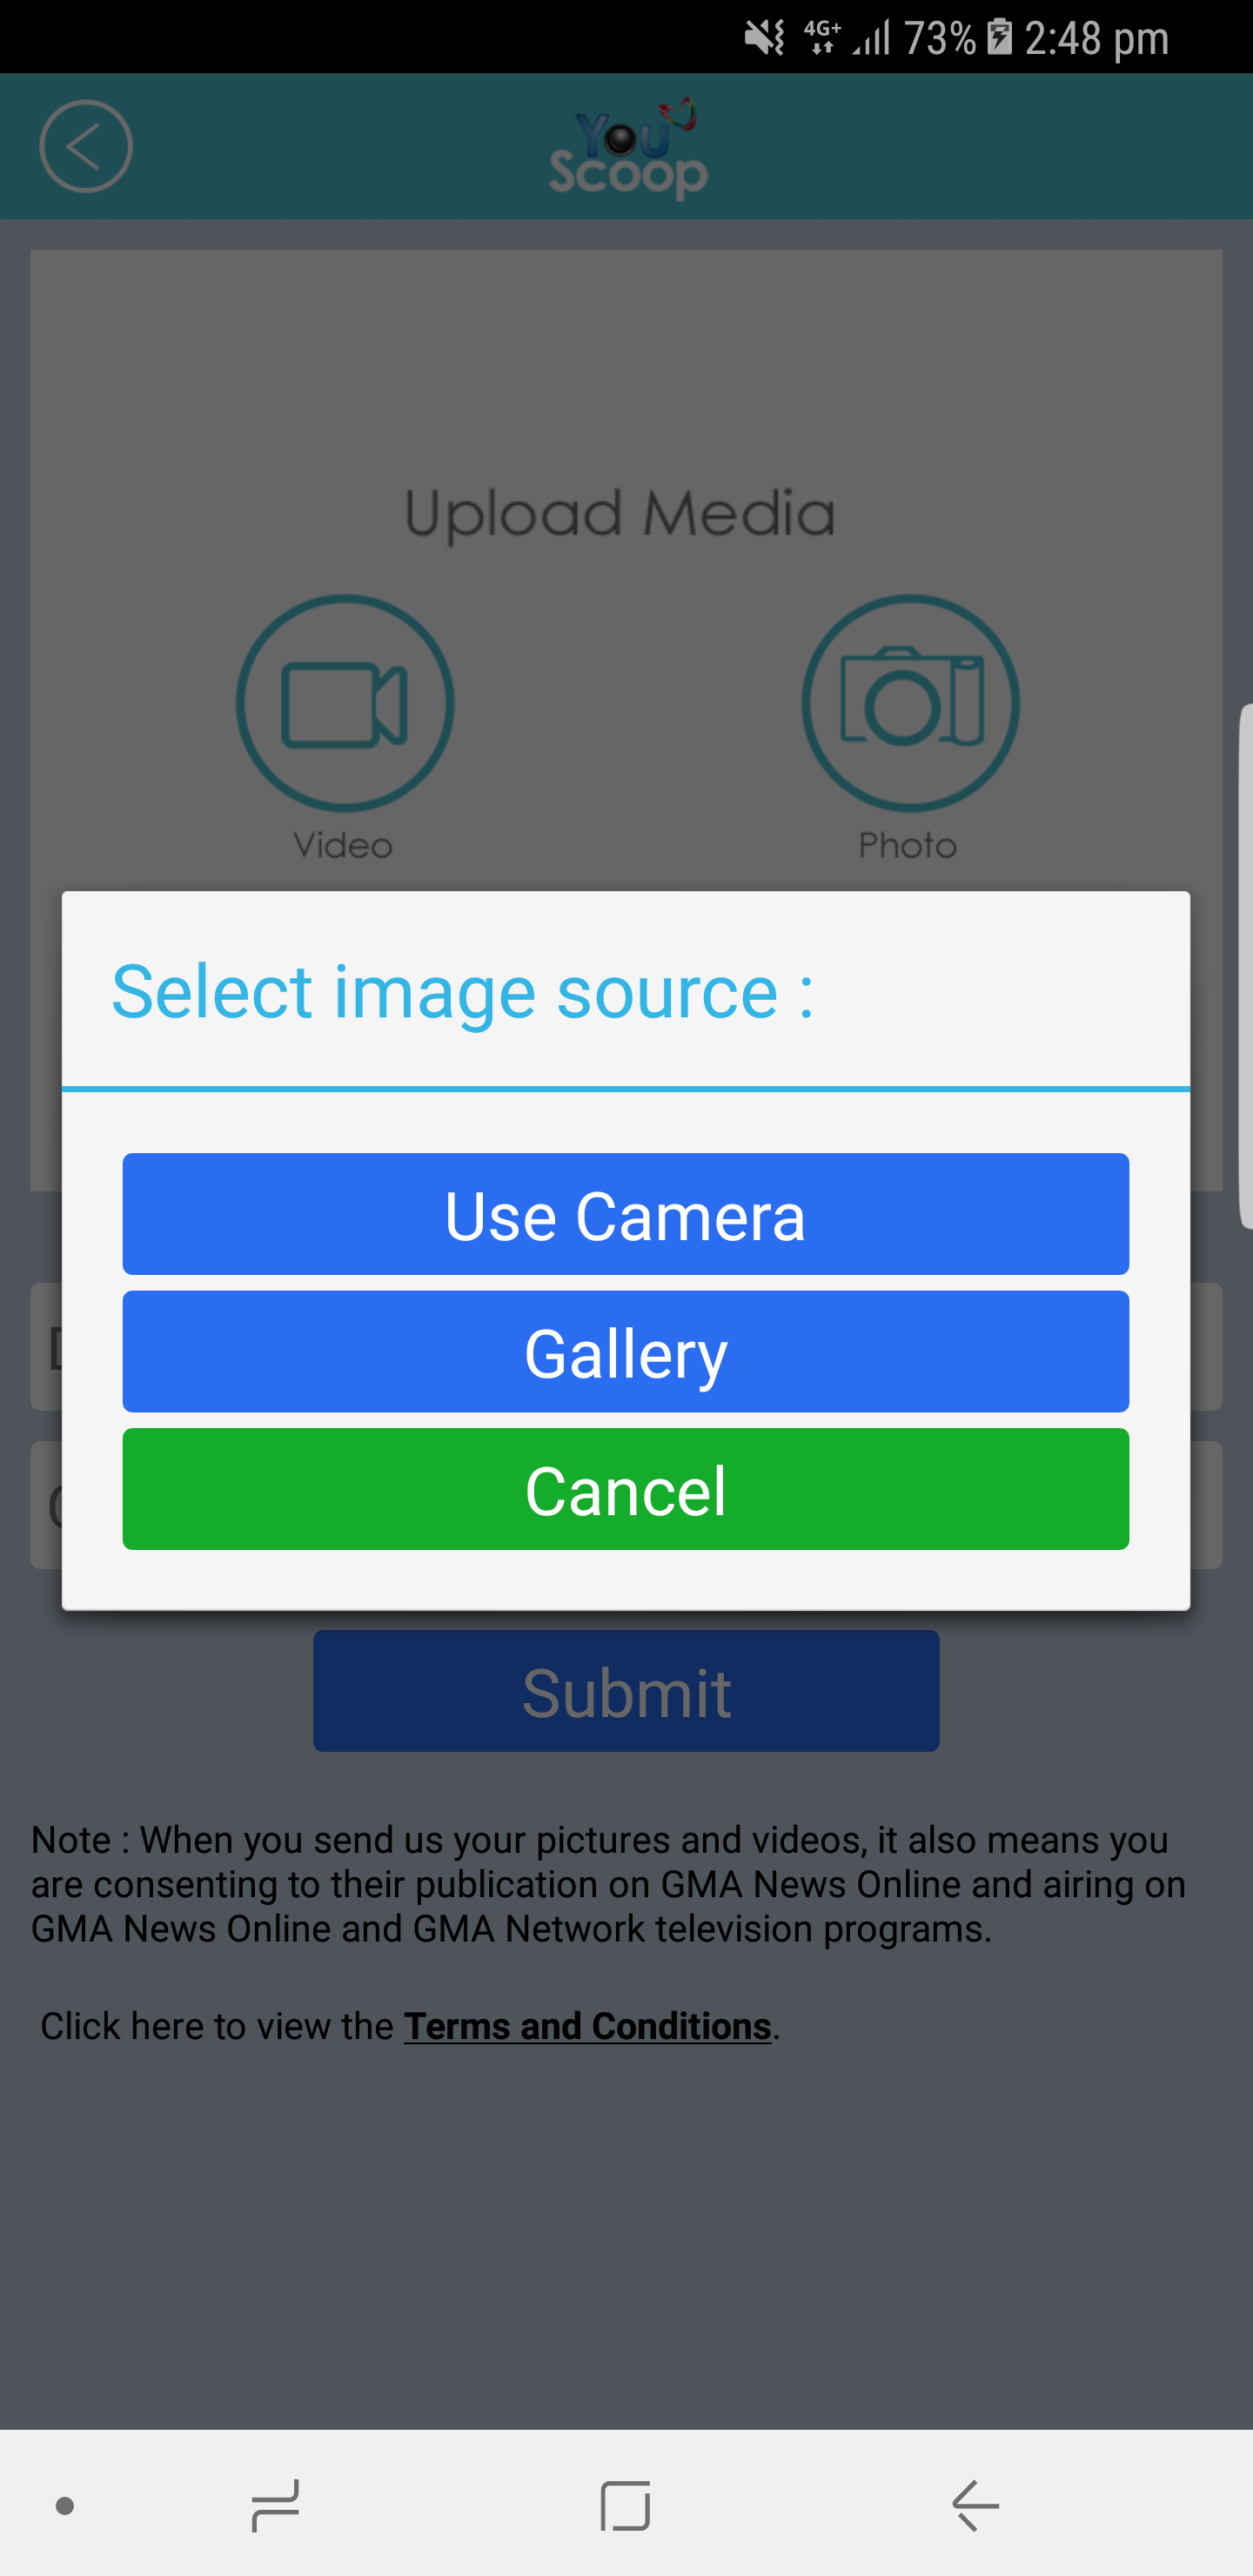 4G+ 73% 2:48 pm
You
Scoop
Upload Media
Video Photo
Select image source :
Use Camera
Gallery
Cancel
Submit
Note : When you send us your pictures and videos, it also means you
are consenting to their publication on GMA News Online and airing on
GMA News Online and GMA Network television programs.
Click here to view the Terms and Conditions.